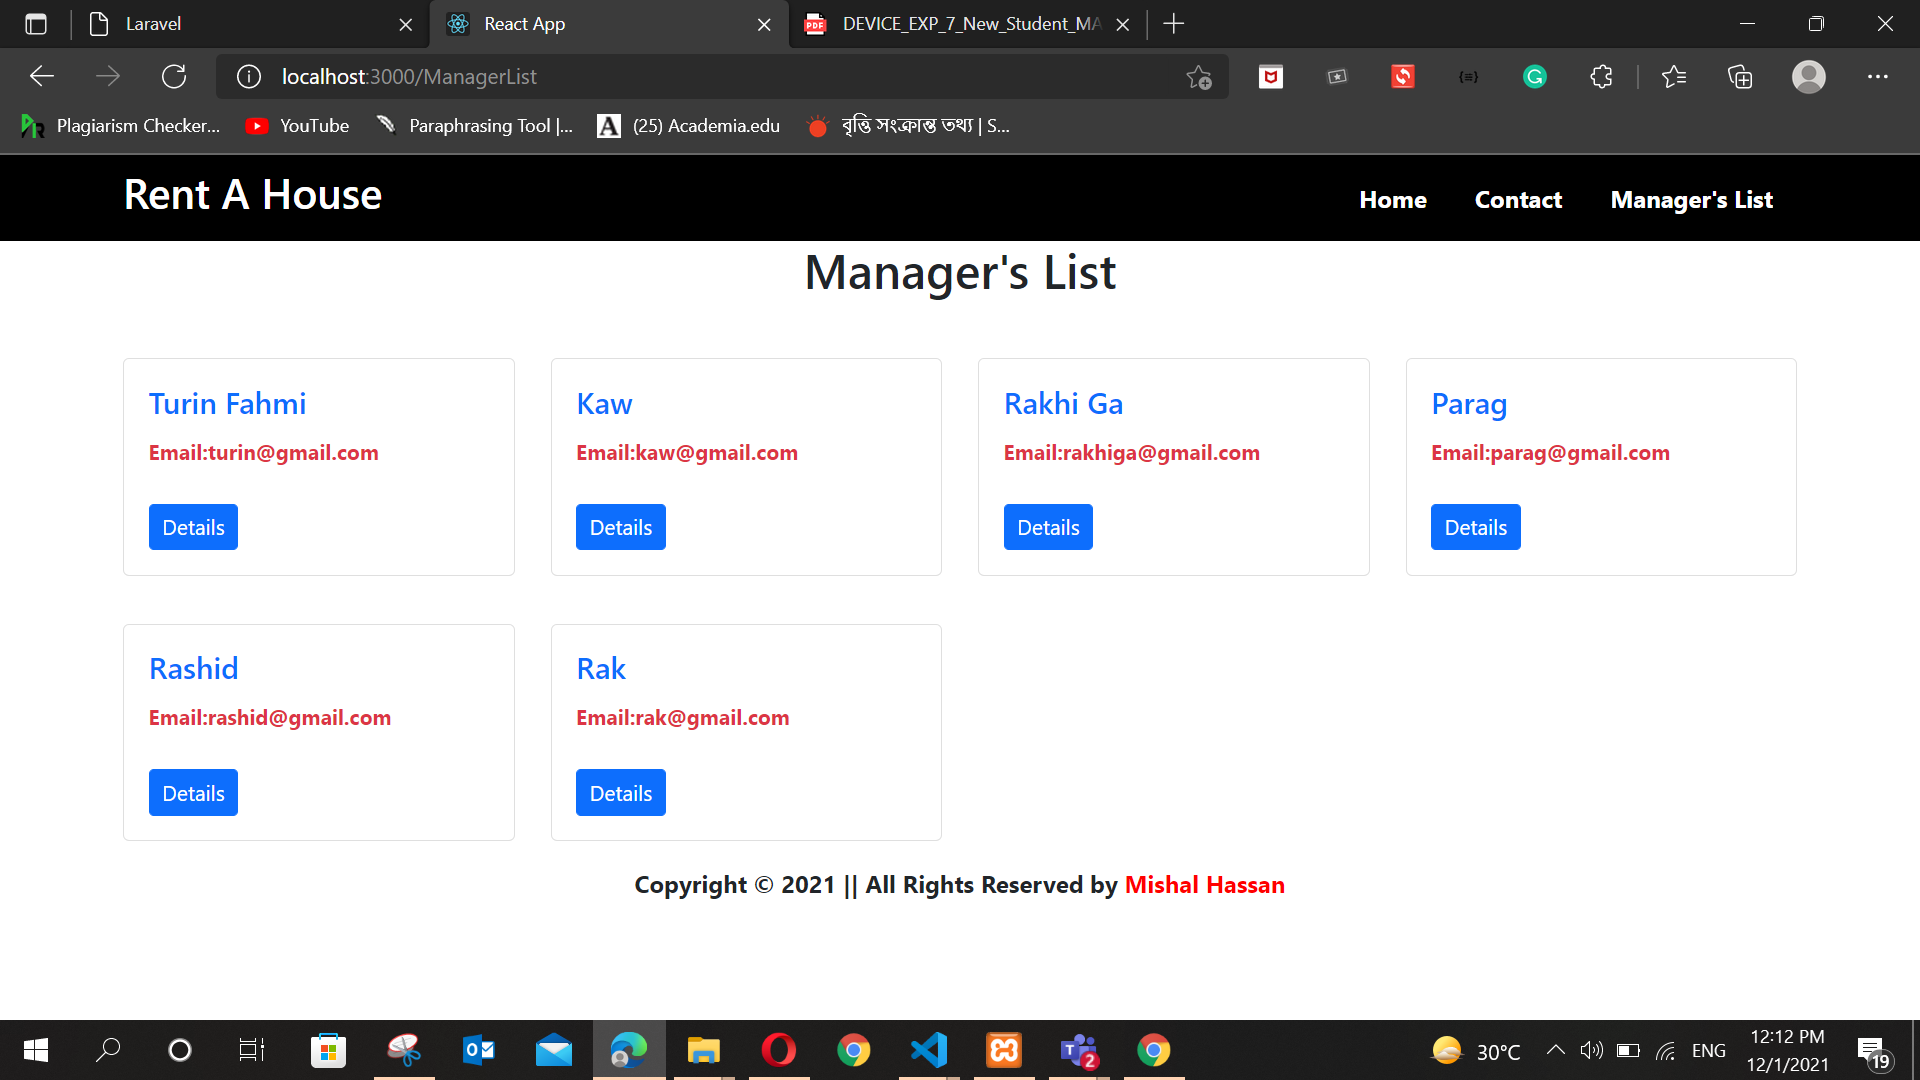 Laravel
React App
DEVICE_EXP_7_New_Student_MA
localhost:3000/ManagerList
Plagiarism Checker...
YouTube
Paraphrasing Tool |...
(25) Academia.edu
বৃত্তি সংক্রান্ত তথ্য | S...
Rent A House
Home
Contact
Manager's List
Manager's List
Turin Fahmi
Kaw
Rakhi Ga
Parag
Email:turin@gmail.com
Email:kaw@gmail.com
Email:rakhiga@gmail.com
Email:parag@gmail.com
Details
Details
Details
Details
Rashid
Rak
Email:rashid@gmail.com
Email:rak@gmail.com
Details
Details
Copyright © 2021 || All Rights Reserved by Mishal Hassan
30°C
ENG
12:12 PM
12/1/2021
19
2